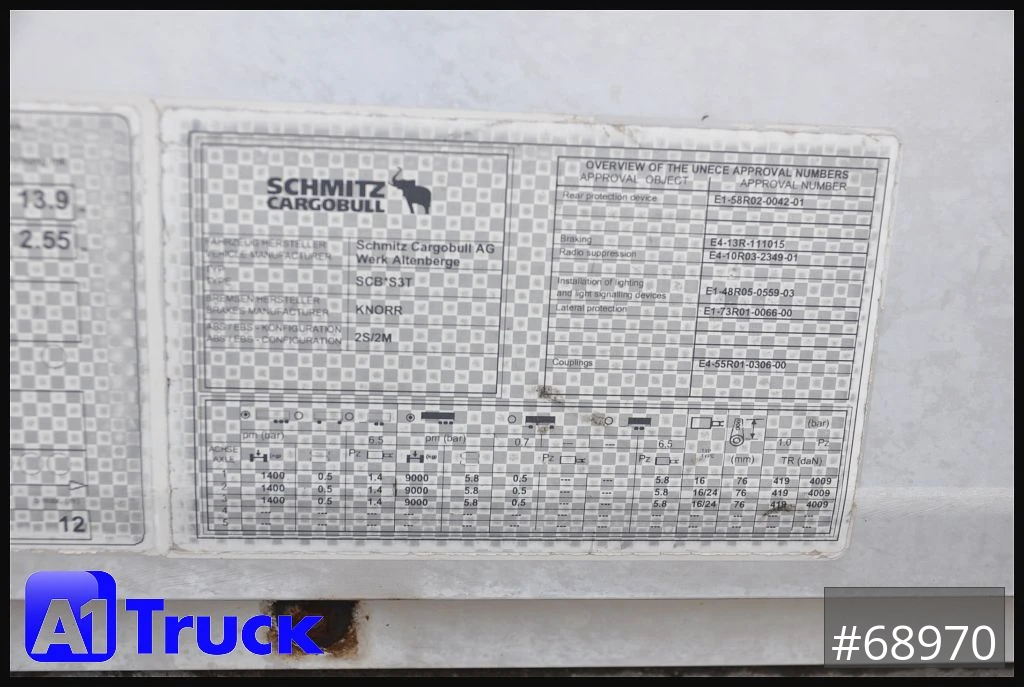 13.9
2.55
12
SCHMITZ
CARGOBULL
FAHRZEUG HERSTELLER
VEHICLE MANUFACTURER
Schmitz Cargobull AG
Werk Altenberge
TYP
TYPE
SCB*S3T
BREMSEN HERSTELLER
BRAKES MANUFACTURER
KNORR
ABS / EBS - KONFIGURATION
ABS / EBS - CONFIGURATION
2S/2M
OVERVIEW OF THE UNECE APPROVAL NUMBERS
APPROVAL OBJECT APPROVAL NUMBER
Rear protection device E1-58R02-0042-01
Braking E4-13R-111015
Radio suppression E4-10R03-2349-01
Installation of lighting
and light signalling devices E1-48R05-0559-03
Lateral protection E1-73R01-0066-00
Couplings E4-55R01-0306-00
(bar)
pm (bar) 6.5 pm (bar) 0.7 --- --- 6.5 1.0 Pz
ACHSE
AXLE
Pz Pz Pz (mm) TR (daN)
1 1400 0.5 1.4 9000 5.8 0.5 --- --- 5.8 16 76 419 4009
2 1400 0.5 1.4 9000 5.8 0.5 --- --- 5.8 16/24 76 419 4009
3 1400 0.5 1.4 9000 5.8 0.5 --- --- 5.8 16/24 76 419 4009
4 --- --- --- --- --- --- --- --- --- --- --- --- ---
5 --- --- --- --- --- --- --- --- --- --- --- --- ---
A1 Truck
#68970